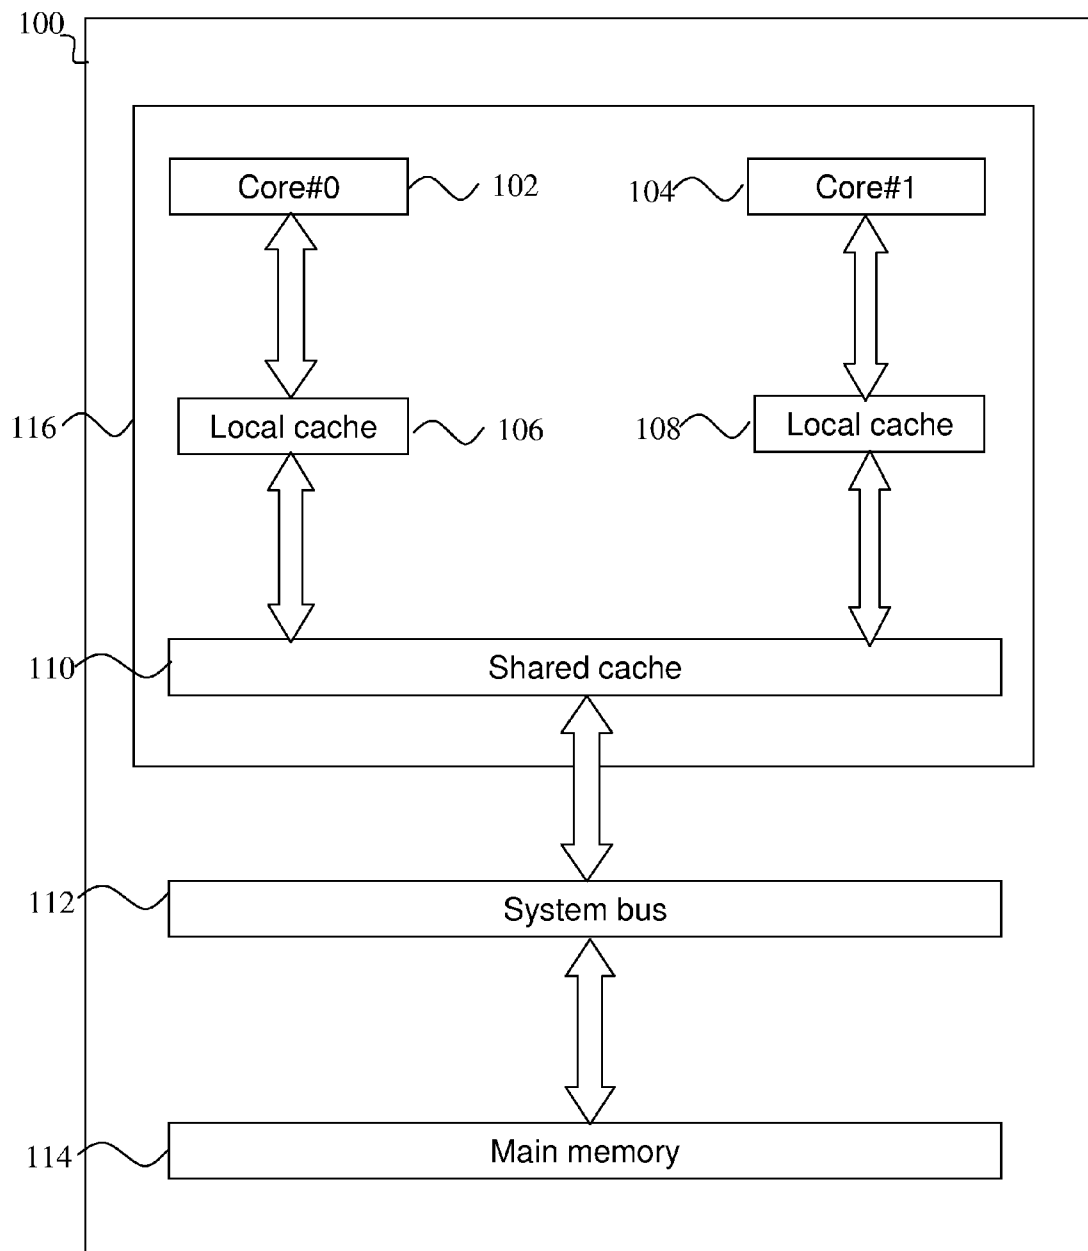 100
Core#0
102
104
Core#1
116
Local cache
106
108
Local cache
110
Shared cache
112
System bus
114
Main memory